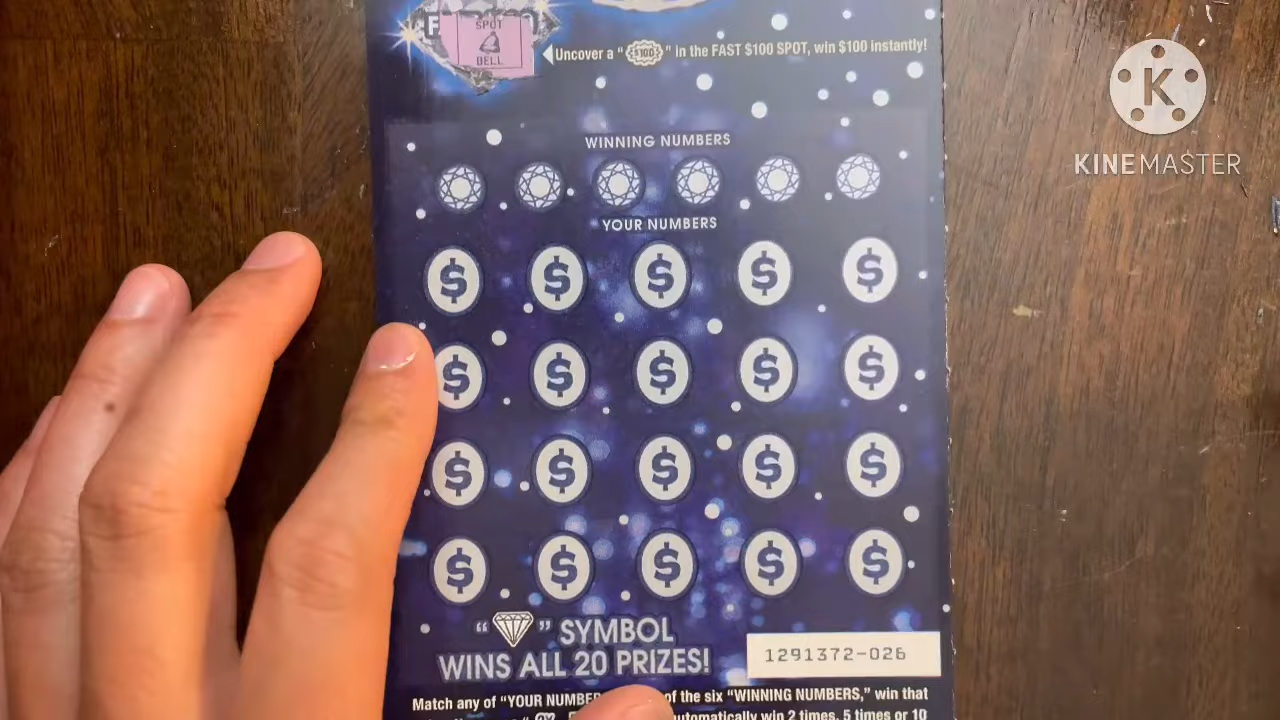 SPOT
BELL
Uncover a "$100" in the FAST $100 SPOT, win $100 instantly!
K
KINEMASTER
WINNING NUMBERS
YOUR NUMBERS
$ $ $ $ $
$ $ $ $ $
$ $ $ $ $
$ $ $ $ $
" " SYMBOL
WINS ALL 20 PRIZES!
1291372-026
Match any of "YOUR of the six "WINNING NUMBERS," win that
automatically win 2 times, 5 times or 10